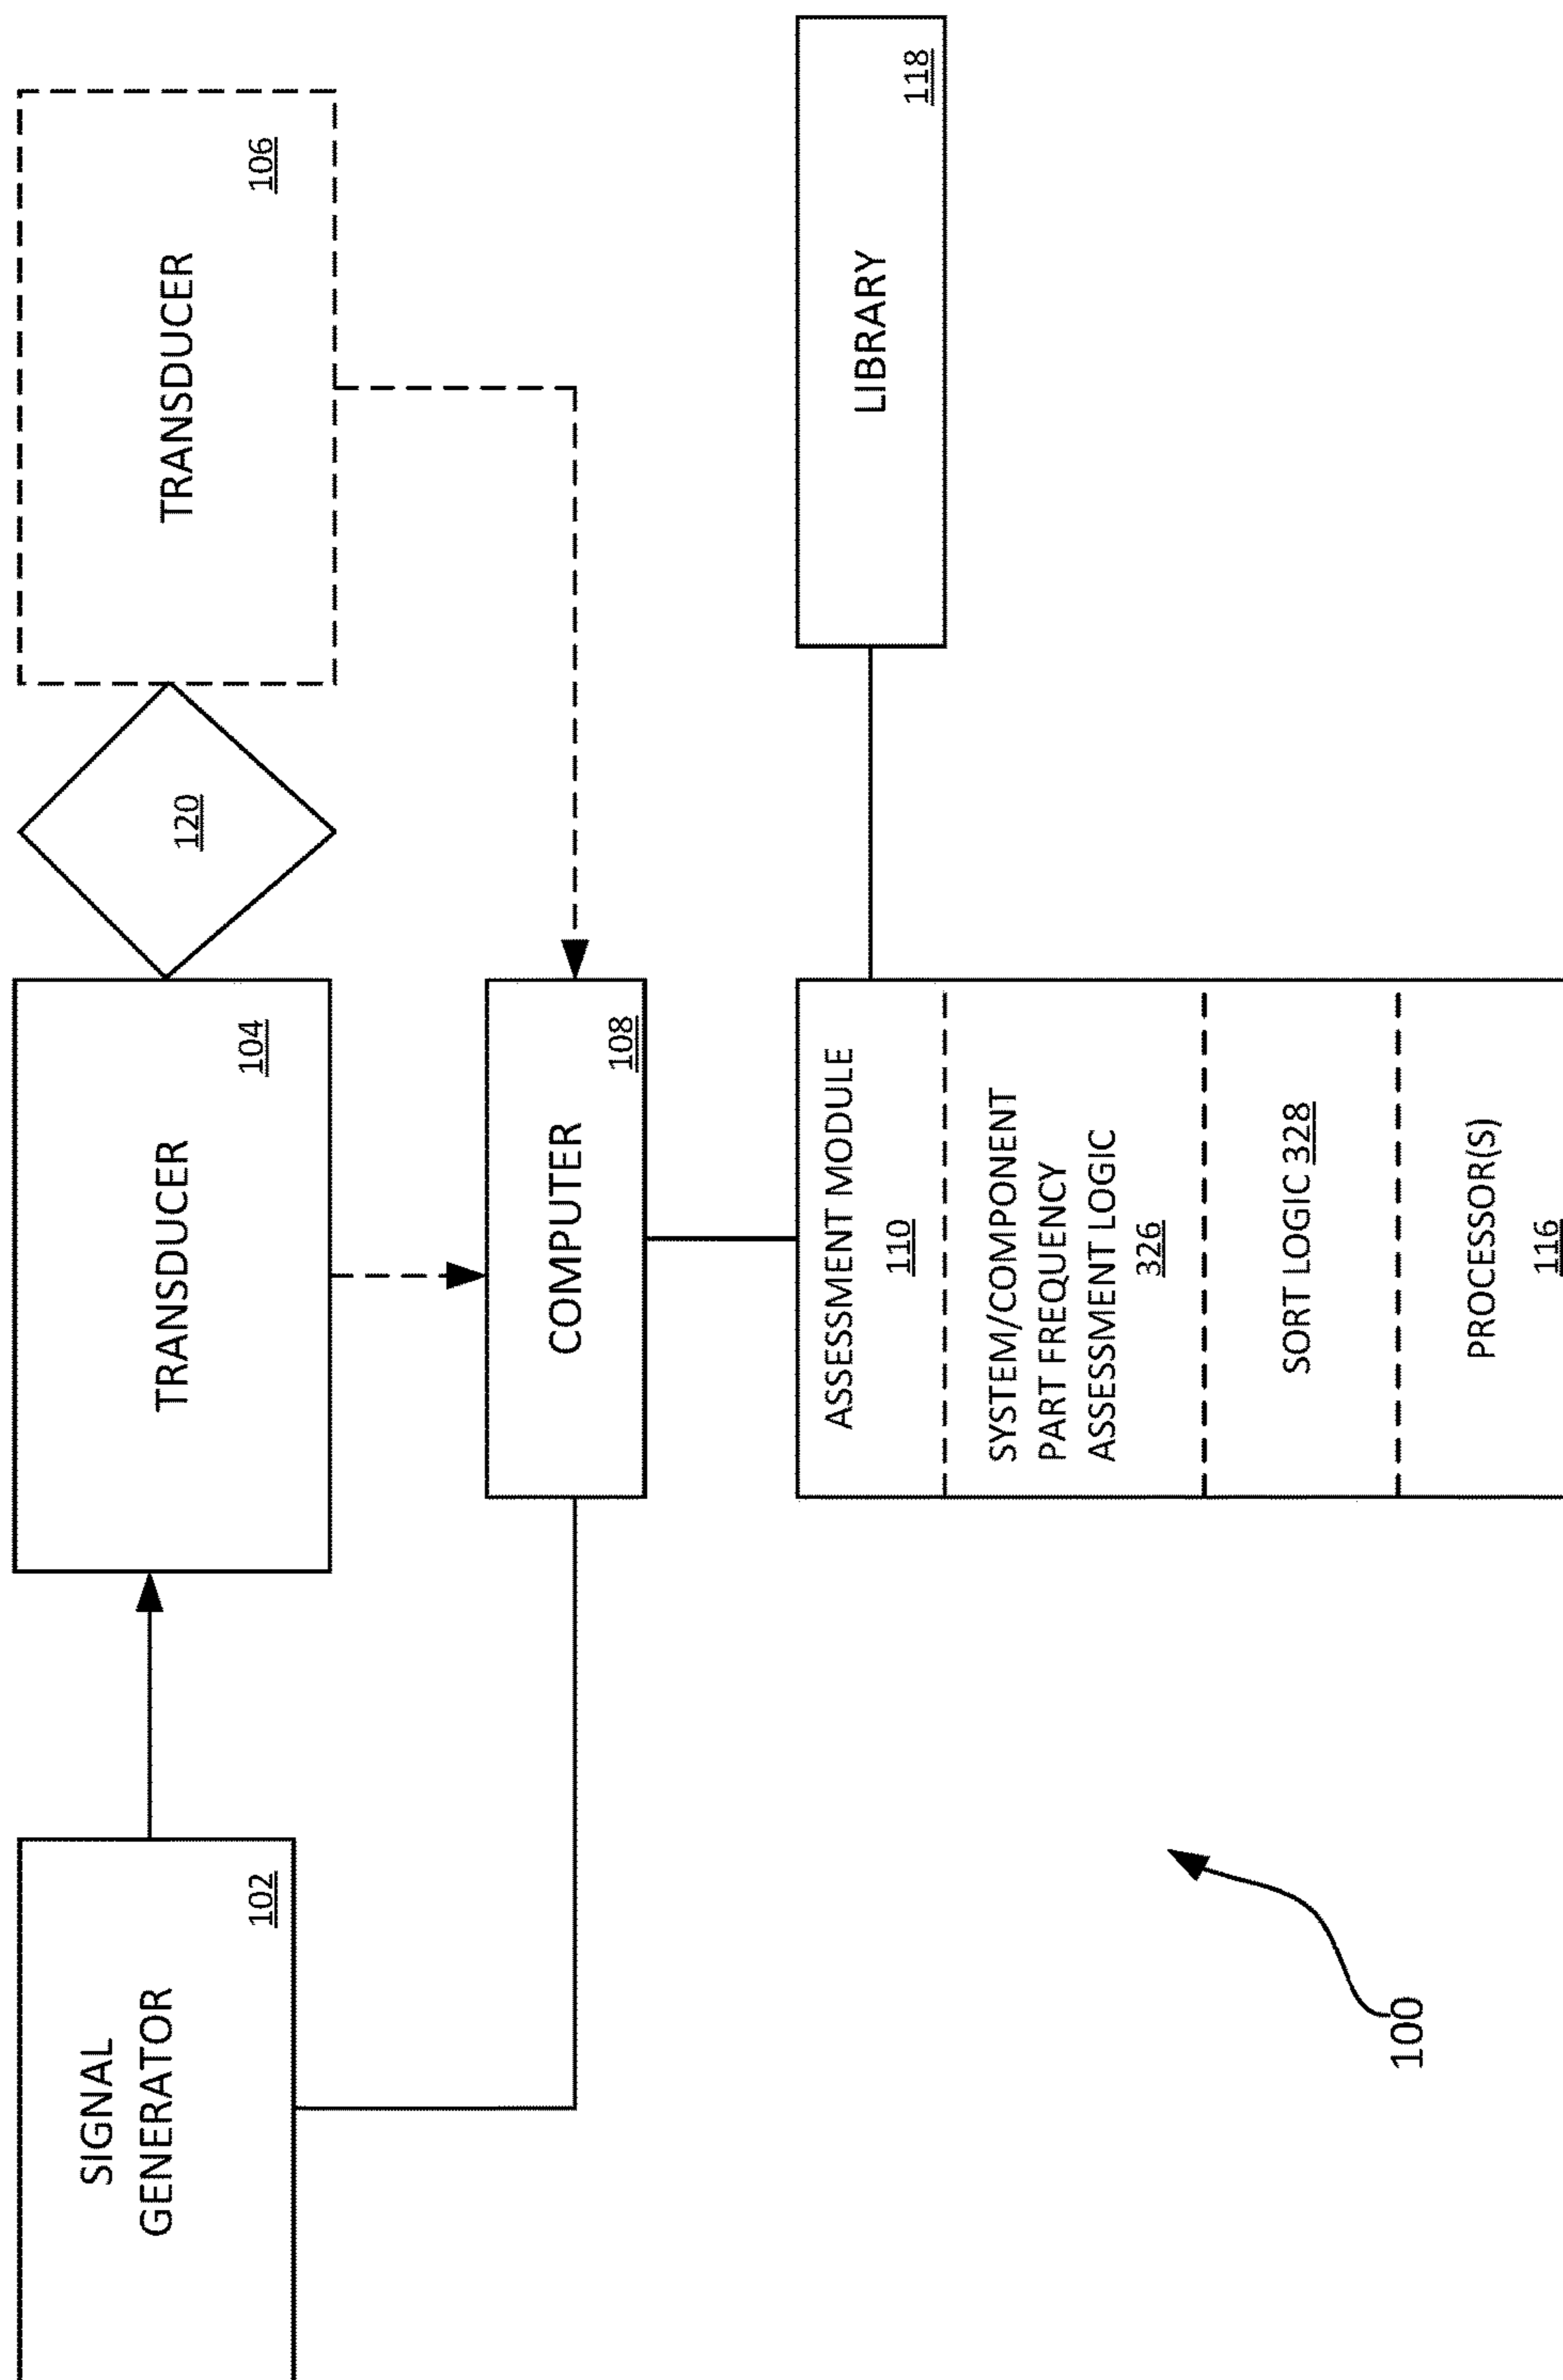 SIGNAL
GENERATOR
102
TRANSDUCER
104
120
TRANSDUCER
106
COMPUTER
108
ASSESSMENT MODULE
110
SYSTEM/COMPONENT
PART FREQUENCY
ASSESSMENT LOGIC
326
SORT LOGIC 328
PROCESSOR(S)
116
LIBRARY
118
100